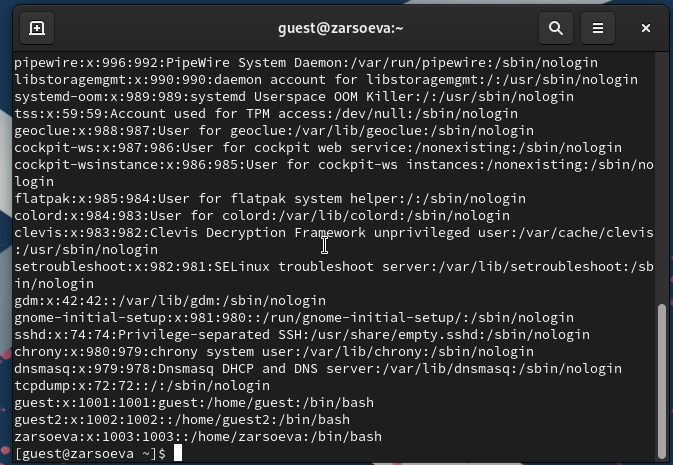 guest@zarsoeva:~
pipewire:x:996:992:PipeWire System Daemon:/var/run/pipewire:/sbin/nologin
libstoragemgmt:x:990:990:daemon account for libstoragemgmt:/:/usr/sbin/nologin
systemd-oom:x:989:989:systemd Userspace OOM Killer:/:/usr/sbin/nologin
tss:x:59:59:Account used for TPM access:/dev/null:/sbin/nologin
geoclue:x:988:987:User for geoclue:/var/lib/geoclue:/sbin/nologin
cockpit-ws:x:987:986:User for cockpit web service:/nonexisting:/sbin/nologin
cockpit-wsinstance:x:986:985:User for cockpit-ws instances:/nonexisting:/sbin/no
login
flatpak:x:985:984:User for flatpak system helper:/:/sbin/nologin
colord:x:984:983:User for colord:/var/lib/colord:/sbin/nologin
clevis:x:983:982:Clevis Decryption Framework unprivileged user:/var/cache/clevis
:/usr/sbin/nologin
setroubleshoot:x:982:981:SELinux troubleshoot server:/var/lib/setroubleshoot:/sb
in/nologin
gdm:x:42:42::/var/lib/gdm:/sbin/nologin
gnome-initial-setup:x:981:980::/run/gnome-initial-setup/:/sbin/nologin
sshd:x:74:74:Privilege-separated SSH:/usr/share/empty.sshd:/sbin/nologin
chrony:x:980:979:chrony system user:/var/lib/chrony:/sbin/nologin
dnsmasq:x:979:978:Dnsmasq DHCP and DNS server:/var/lib/dnsmasq:/sbin/nologin
tcpdump:x:72:72::/:/sbin/nologin
guest:x:1001:1001:guest:/home/guest:/bin/bash
guest2:x:1002:1002::/home/guest2:/bin/bash
zarsoeva:x:1003:1003::/home/zarsoeva:/bin/bash
[guest@zarsoeva ~]$